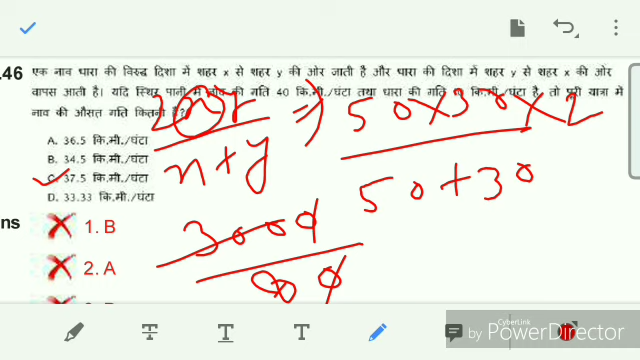 .46 एक नाव धारा की विरुद्ध दिशा में शहर x से शहर y की ओर जाती है और धारा की दिशा में शहर y से शहर x की ओर
वापस आती है। यदि स्थिर पानी में नाव की गति 40 कि.मी./घंटा तथा धारा की गति कि.मी./घंटा है, तो पूरी यात्रा में
नाव की औसत गति कितनी है?
2xy/x+y ⇒ 50×30×2/50+30
A. 36.5 कि.मी./घंटा
B. 34.5 कि.मी./घंटा
C. 37.5 कि.मी./घंटा
D. 33.33 कि.मी./घंटा
3000/80
ns
1. B
2. A
T T T
CyberLink
by PowerDirector